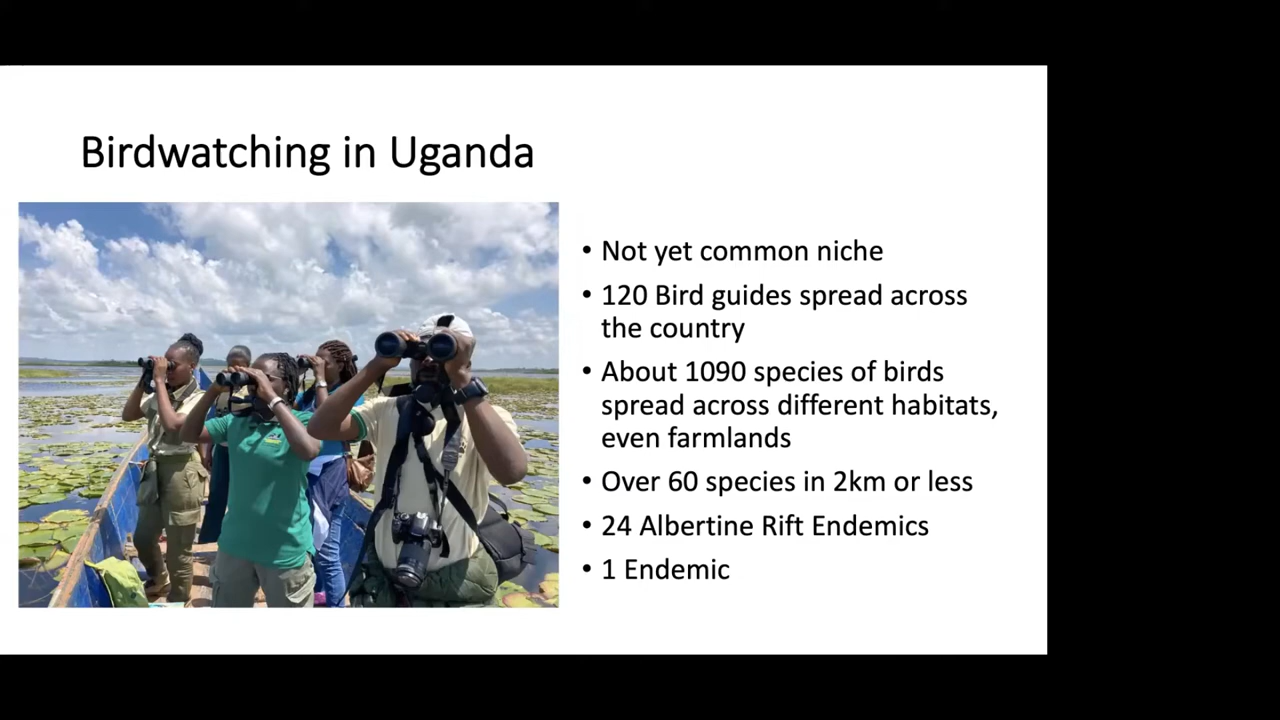 Birdwatching in Uganda
• Not yet common niche
• 120 Bird guides spread across
the country
• About 1090 species of birds
spread across different habitats,
even farmlands
• Over 60 species in 2km or less
• 24 Albertine Rift Endemics
• 1 Endemic